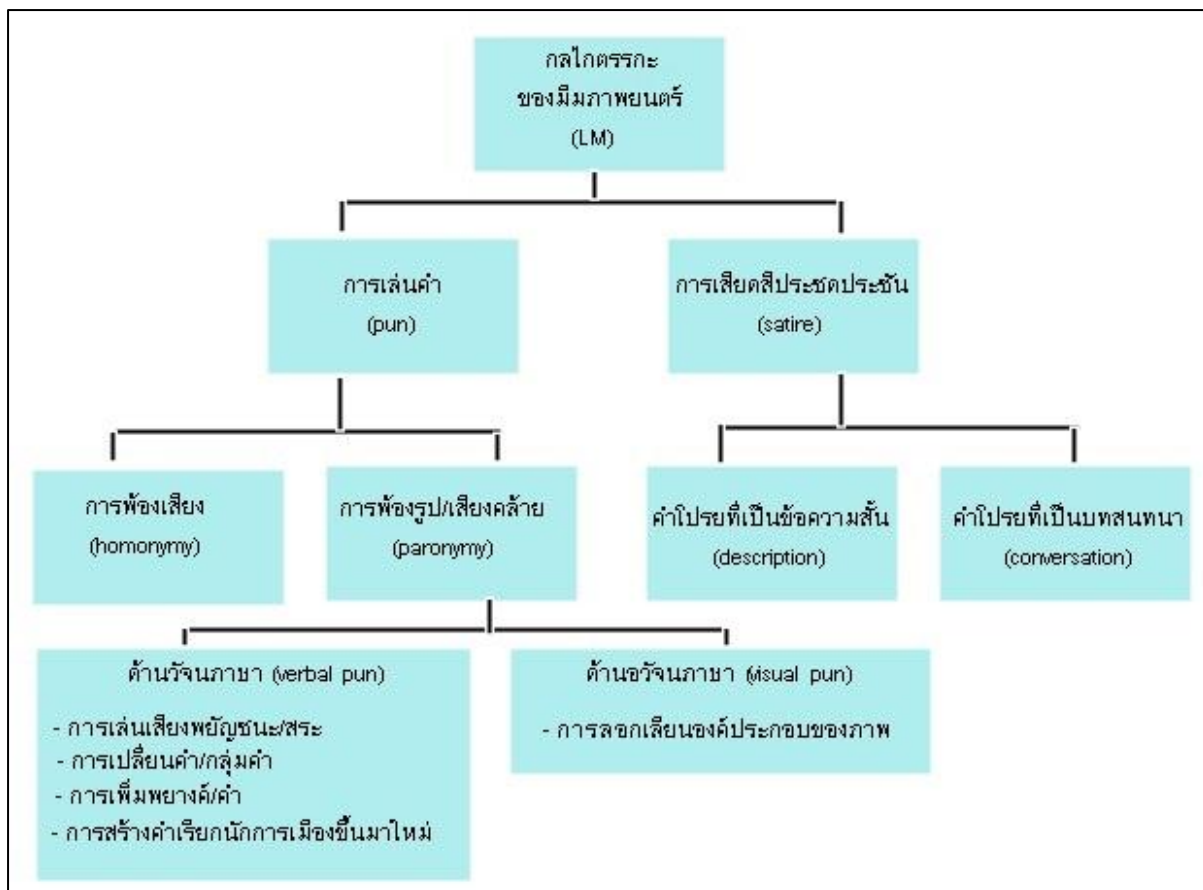 กลไกตรรกะ
ของมีมภาพยนตร์
(LM)
การเล่นคำ
(pun)
การเสียดสีประชดประชัน
(satire)
การพ้องเสียง
(homonymy)
การพ้องรูป/เสียงคล้าย
(paronymy)
คำโปรยที่เป็นข้อความสั้น
(description)
คำโปรยที่เป็นบทสนทนา
(conversation)
ด้านวัจนภาษา (verbal pun)
- การเล่นเสียงพยัญชนะ/สระ
- การเปลี่ยนคำ/กลุ่มคำ
- การเพิ่มพยางค์/คำ
- การสร้างคำเรียกนักการเมืองขึ้นมาใหม่
ด้านอวัจนภาษา (visual pun)
- การลอกเลียนองค์ประกอบของภาพ